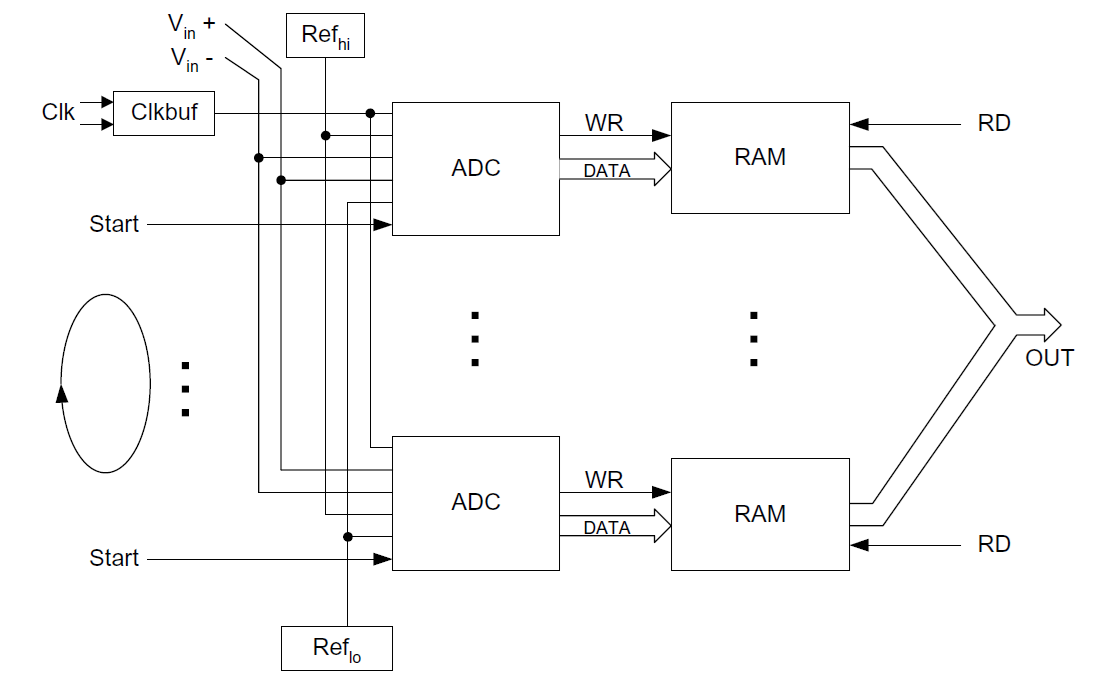 Vin +
Refhi
Vin -
Clk
Clkbuf
ADC
WR
DATA
RAM
RD
Start
OUT
ADC
WR
DATA
RAM
RD
Start
Reflo